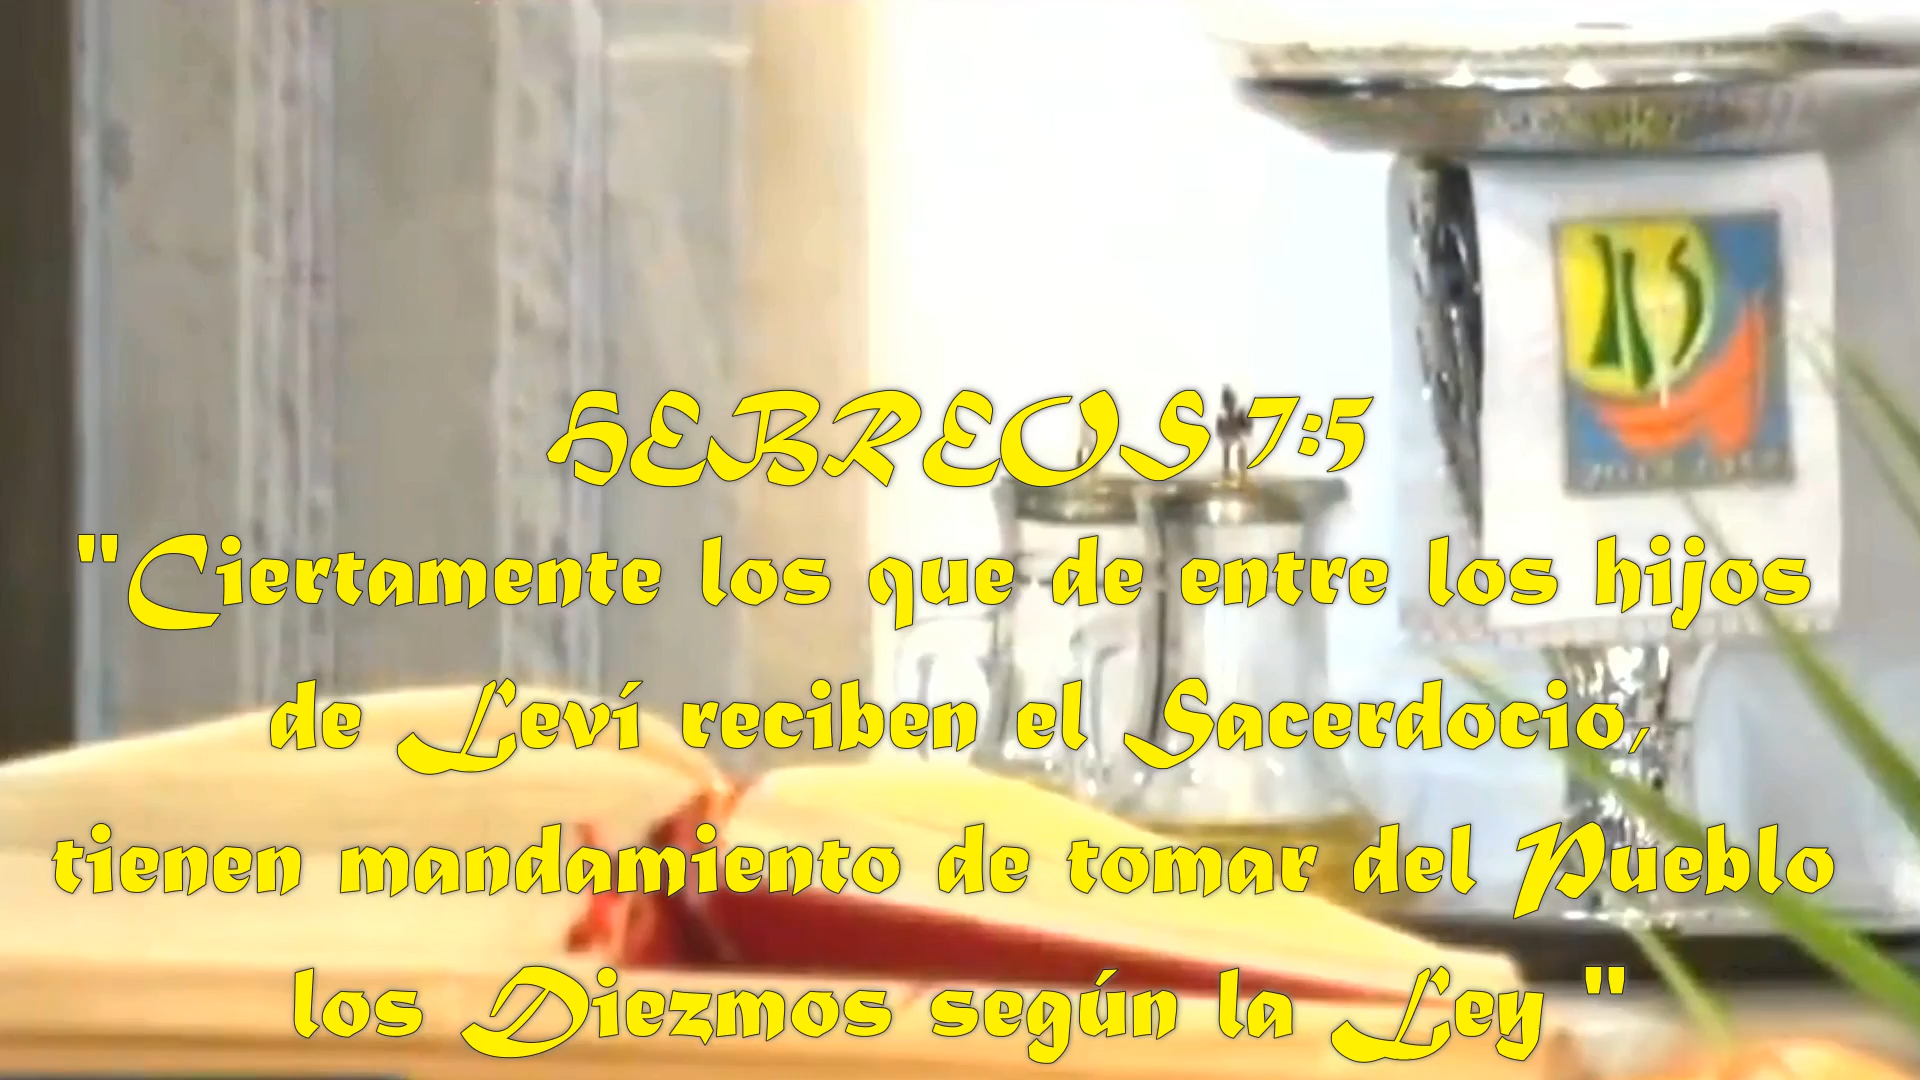 HEBREOS 7:5
"Ciertamente los que de entre los hijos
de Leví reciben el Sacerdocio,
tienen mandamiento de tomar del Pueblo
los Diezmos según la Ley "